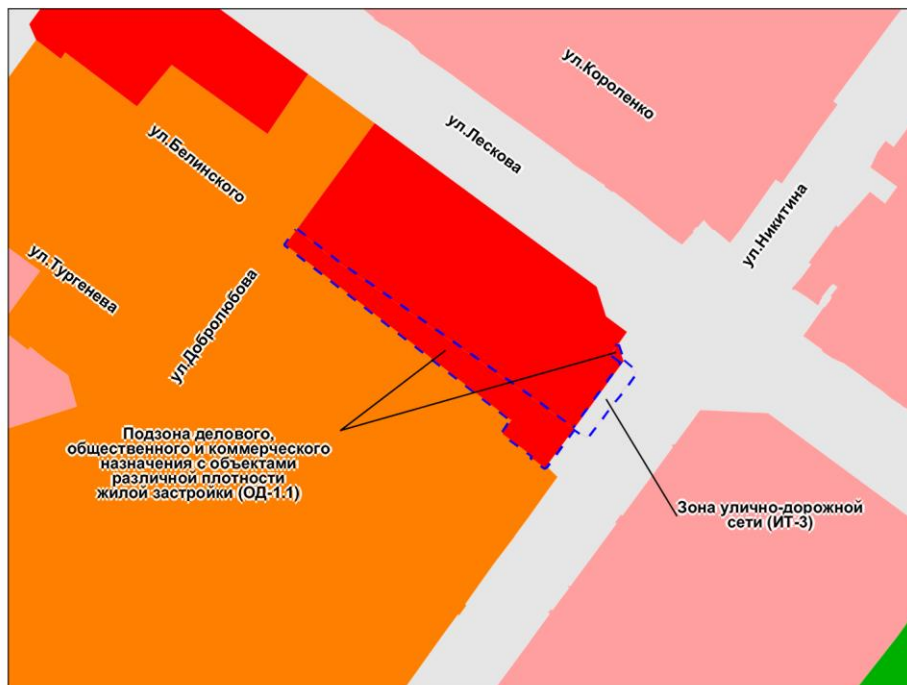 ул.Короленко
ул.Лескова
ул.Белинского
ул.Никитина
ул.Тургенева
ул.Добролюбова
Подзона делового,
общественного и коммерческого
назначения с объектами
различной плотности
жилой застройки (ОД-1.1)
Зона улично-дорожной
сети (ИТ-3)